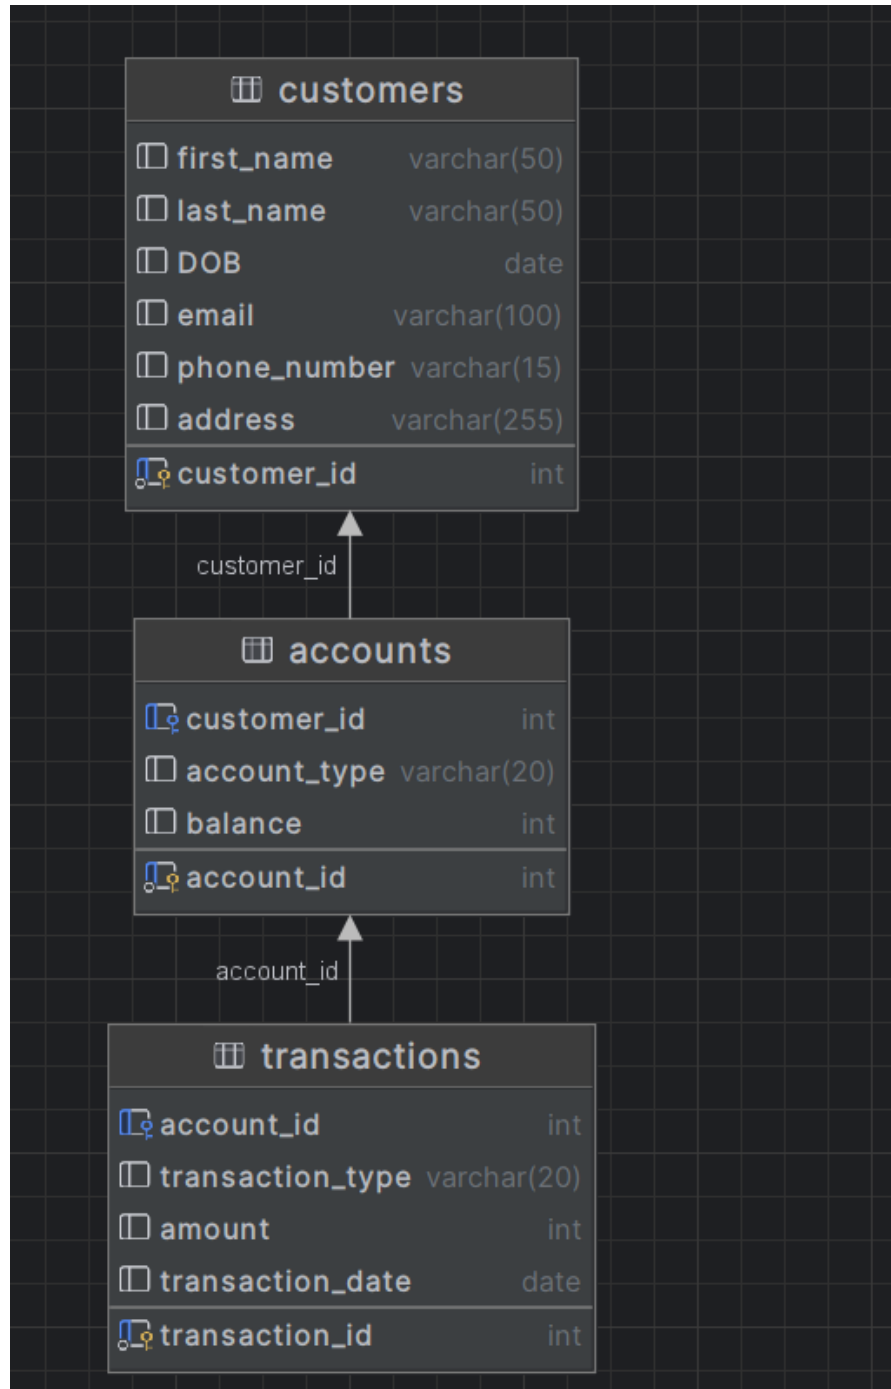 customers
first_name varchar(50)
last_name varchar(50)
DOB date
email varchar(100)
phone_number varchar(15)
address varchar(255)
customer_id int
customer_id
accounts
customer_id int
account_type varchar(20)
balance int
account_id int
account_id
transactions
account_id int
transaction_type varchar(20)
amount int
transaction_date date
transaction_id int